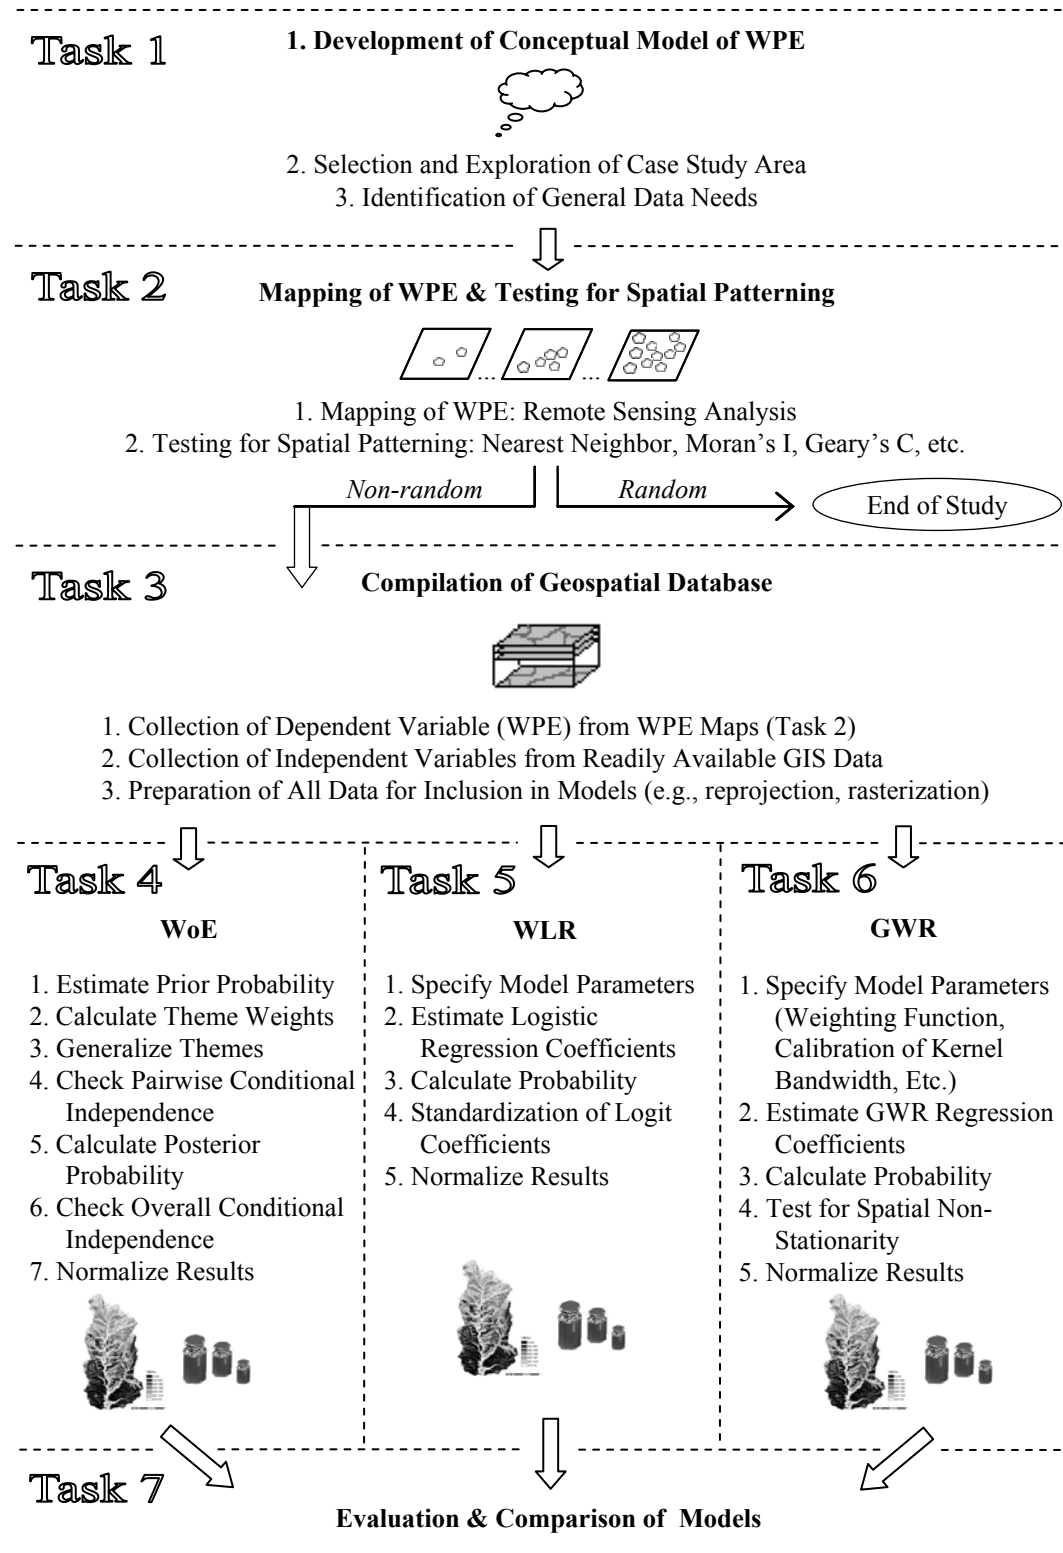 Task 1
1. Development of Conceptual Model of WPE
2. Selection and Exploration of Case Study Area
3. Identification of General Data Needs
Task 2
Mapping of WPE & Testing for Spatial Patterning
... ...
1. Mapping of WPE: Remote Sensing Analysis
2. Testing for Spatial Patterning: Nearest Neighbor, Moran's I, Geary's C, etc.
Non-random
Random
End of Study
Task 3
Compilation of Geospatial Database
1. Collection of Dependent Variable (WPE) from WPE Maps (Task 2)
2. Collection of Independent Variables from Readily Available GIS Data
3. Preparation of All Data for Inclusion in Models (e.g., reprojection, rasterization)
Task 4
WoE
1. Estimate Prior Probability
2. Calculate Theme Weights
3. Generalize Themes
4. Check Pairwise Conditional
Independence
5. Calculate Posterior
Probability
6. Check Overall Conditional
Independence
7. Normalize Results
Task 5
WLR
1. Specify Model Parameters
2. Estimate Logistic
Regression Coefficients
3. Calculate Probability
4. Standardization of Logit
Coefficients
5. Normalize Results
Task 6
GWR
1. Specify Model Parameters
(Weighting Function,
Calibration of Kernel
Bandwidth, Etc.)
2. Estimate GWR Regression
Coefficients
3. Calculate Probability
4. Test for Spatial Non-
Stationarity
5. Normalize Results
Task 7
Evaluation & Comparison of Models